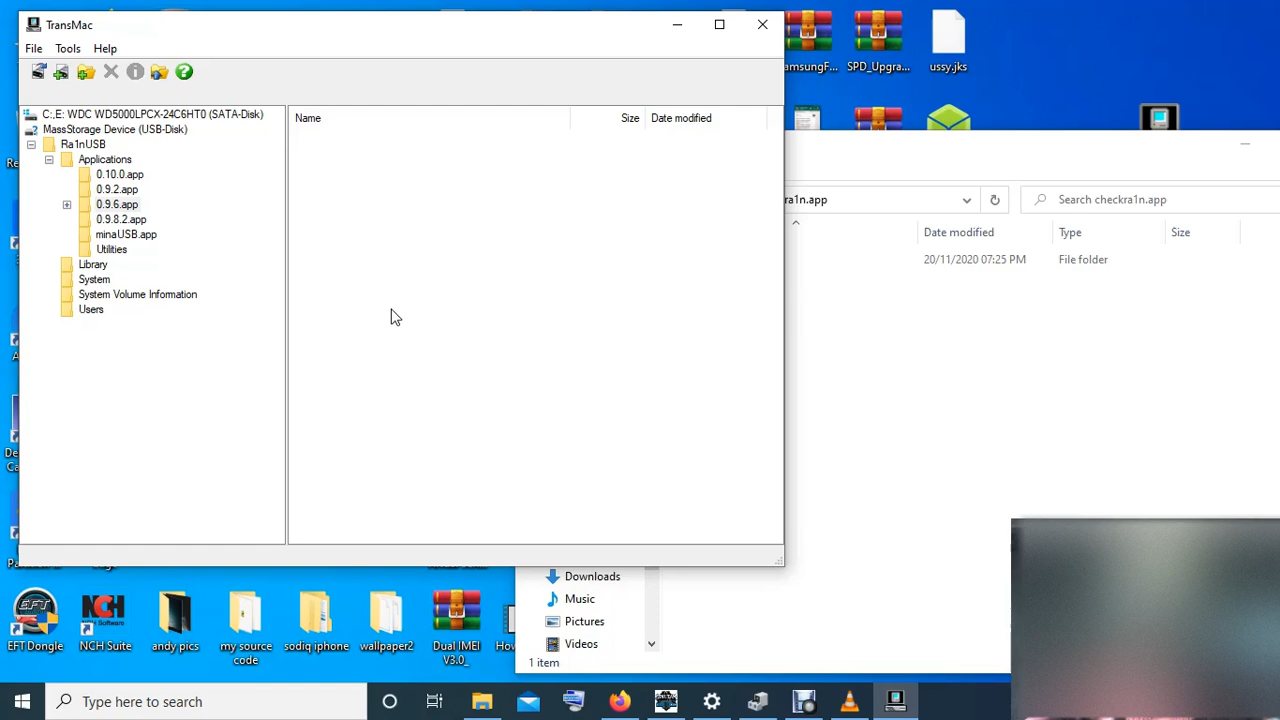 TransMac
File Tools Help
C:,E: WDC WD5000LPCX-24C6HT0 (SATA-Disk)
MassStorage Device (USB-Disk)
Ra1nUSB
Applications
0.10.0.app
0.9.2.app
0.9.6.app
0.9.8.2.app
minaUSB.app
Utilities
Library
System
System Volume Information
Users
Name Size Date modified
amsungF...
SPD_Upgra...
ussy.jks
ra1n.app
Search checkra1n.app
Date modified Type Size
20/11/2020 07:25 PM File folder
Downloads
Music
Pictures
Videos
1 item
EFT Dongle
NCH Suite
andy pics
my source
code
sodiq iphone
wallpaper2
Dual IMEI
V3.0_
EFT
NCH
Type here to search